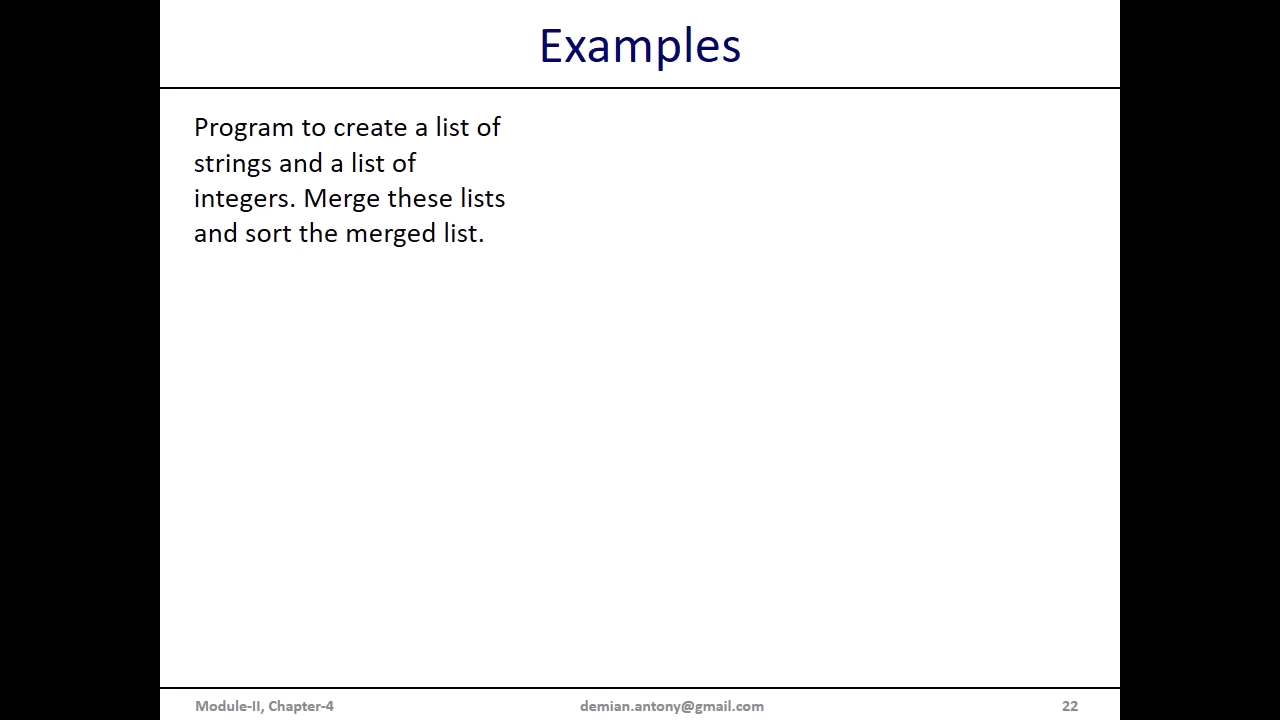 Examples
Program to create a list of
strings and a list of
integers. Merge these lists
and sort the merged list.
Module-II, Chapter-4
demian.antony@gmail.com
22